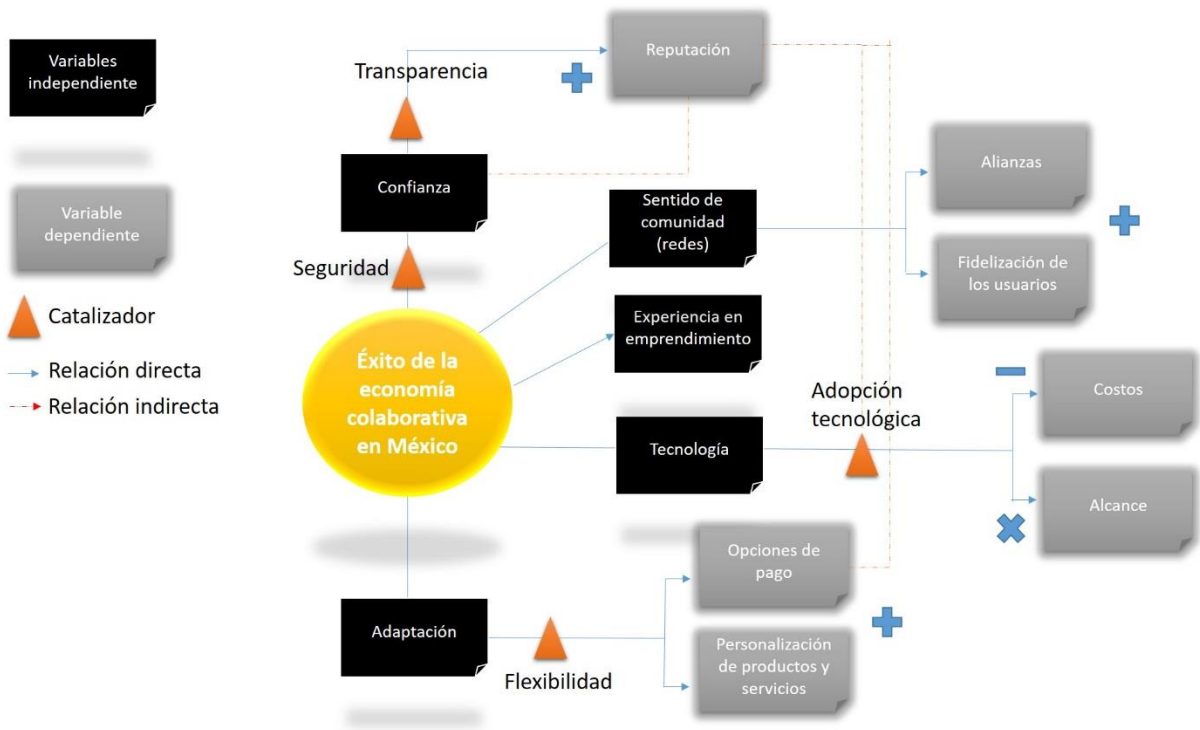 Variables
independiente
Variable
dependiente
Catalizador
Relación directa
Relación indirecta
Transparencia
Reputación
Confianza
Seguridad
Sentido de
comunidad
(redes)
Alianzas
Fidelización de
los usuarios
Experiencia en
emprendimiento
Éxito de la
economía
colaborativa
en México
Adopción
tecnológica
Tecnología
Costos
Alcance
Opciones de
pago
Adaptación
Flexibilidad
Personalización
de productos y
servicios